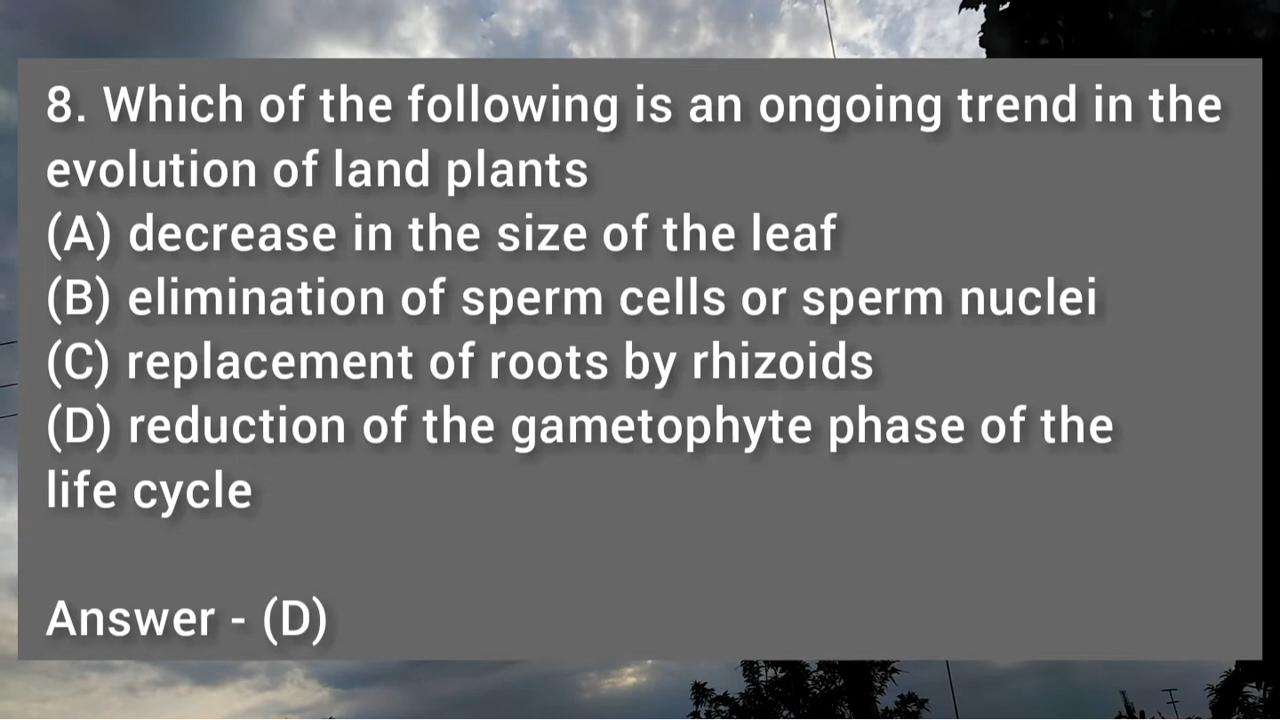 8. Which of the following is an ongoing trend in the
evolution of land plants
(A) decrease in the size of the leaf
(B) elimination of sperm cells or sperm nuclei
(C) replacement of roots by rhizoids
(D) reduction of the gametophyte phase of the
life cycle
Answer - (D)